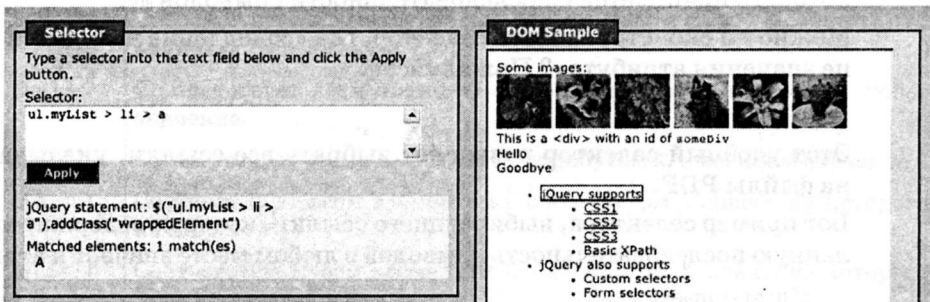 Selector
Type a selector into the text field below and click the Apply
button.
Selector:
ul.myList > li > a
Apply
jQuery statement: $("ul.myList > li >
a").addClass("wrappedElement")
Matched elements: 1 match(es)
A
DOM Sample
Some images:
This is a <div> with an id of someDiv
Hello
Goodbye
• jQuery supports
• CSS1
• CSS2
• CSS3
• Basic XPath
• jQuery also supports
• Custom selectors
• Form selectors